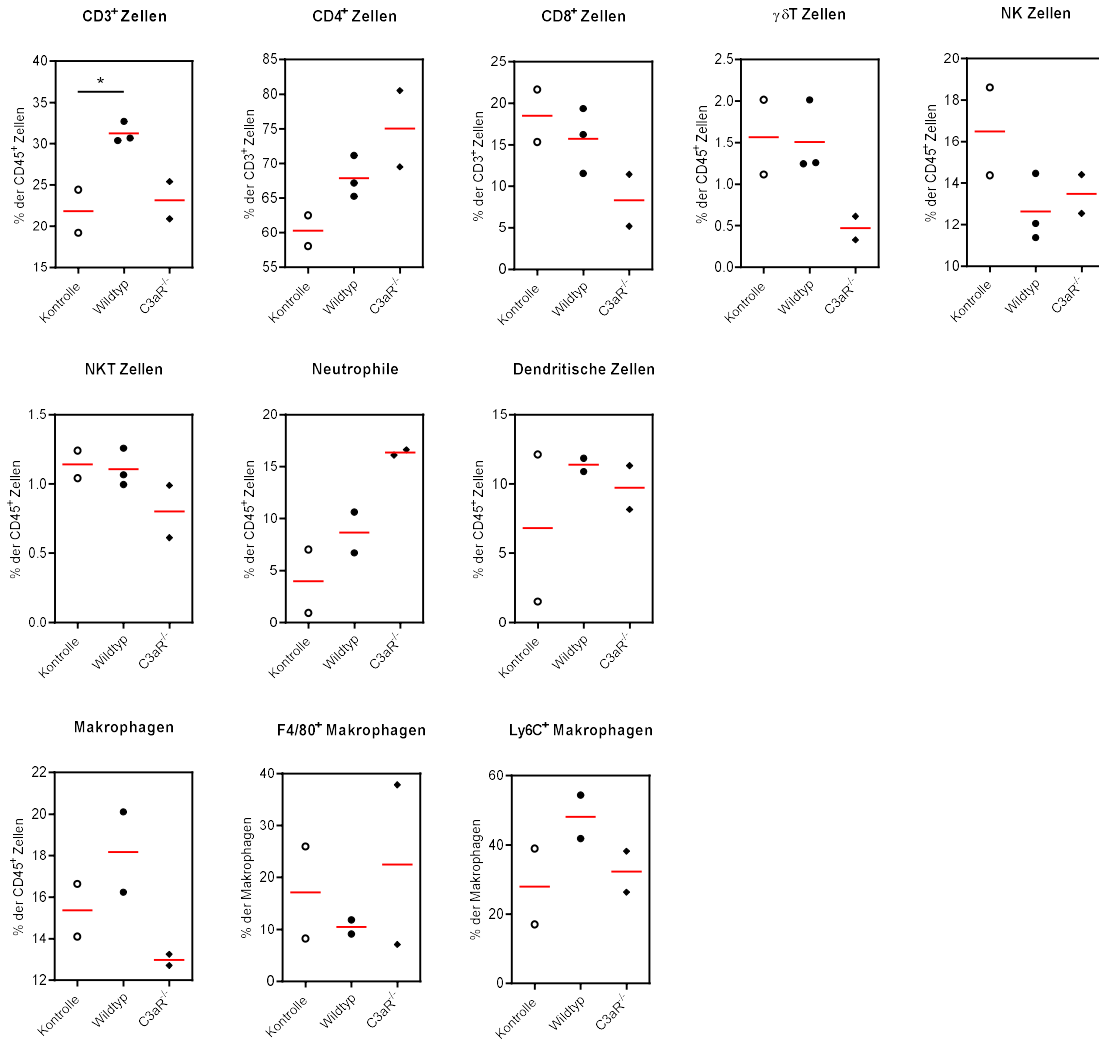 CD3⁺ Zellen
CD4⁺ Zellen
CD8⁺ Zellen
γδT Zellen
NK Zellen
% der CD45⁺ Zellen
40
35
30
25
20
15
*
Kontrolle
Wildtyp
C3aR⁻/⁻
% der CD3⁺ Zellen
85
80
75
70
65
60
55
Kontrolle
Wildtyp
C3aR⁻/⁻
% der CD3⁺ Zellen
25
20
15
10
5
0
Kontrolle
Wildtyp
C3aR⁻/⁻
% der CD45⁺ Zellen
2.5
2.0
1.5
1.0
0.5
0.0
Kontrolle
Wildtyp
C3aR⁻/⁻
% der CD45⁺ Zellen
20
18
16
14
12
10
Kontrolle
Wildtyp
C3aR⁻/⁻
NKT Zellen
Neutrophile
Dendritische Zellen
% der CD45⁺ Zellen
1.5
1.0
0.5
0.0
Kontrolle
Wildtyp
C3aR⁻/⁻
% der CD45⁺ Zellen
20
15
10
5
0
Kontrolle
Wildtyp
C3aR⁻/⁻
% der CD45⁺ Zellen
15
10
5
0
Kontrolle
Wildtyp
C3aR⁻/⁻
Makrophagen
F4/80⁺ Makrophagen
Ly6C⁺ Makrophagen
% der CD45⁺ Zellen
22
20
18
16
14
12
Kontrolle
Wildtyp
C3aR⁻/⁻
% der Makrophagen
40
30
20
10
0
Kontrolle
Wildtyp
C3aR⁻/⁻
% der Makrophagen
60
40
20
0
Kontrolle
Wildtyp
C3aR⁻/⁻